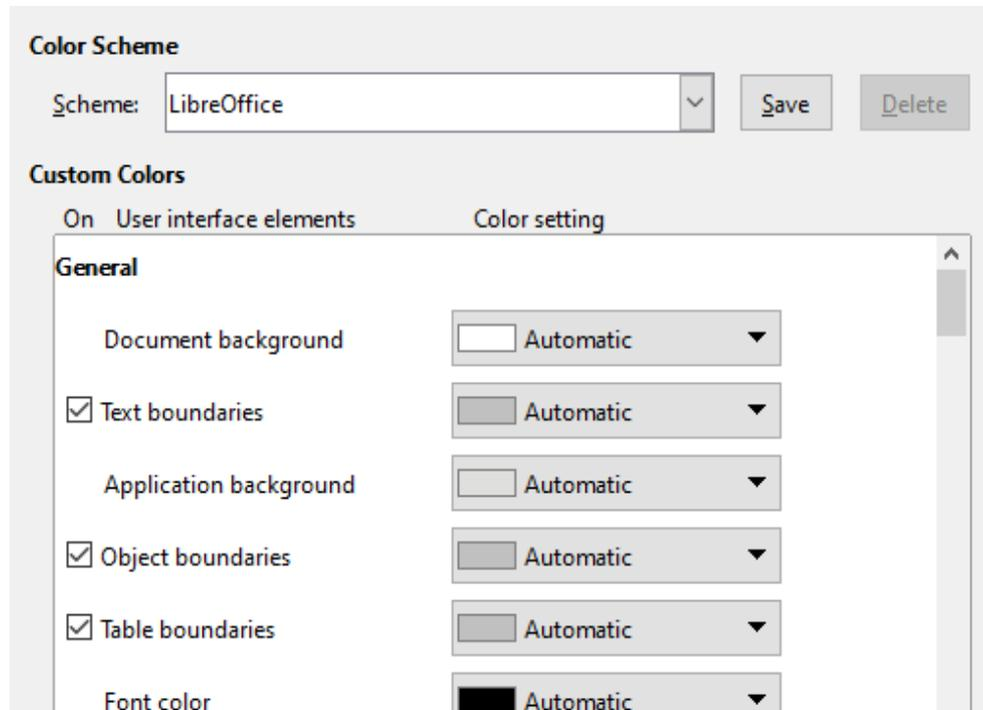 Color Scheme
Scheme: LibreOffice Save Delete
Custom Colors
On User interface elements Color setting
General
Document background Automatic
Text boundaries Automatic
Application background Automatic
Object boundaries Automatic
Table boundaries Automatic
Font color Automatic